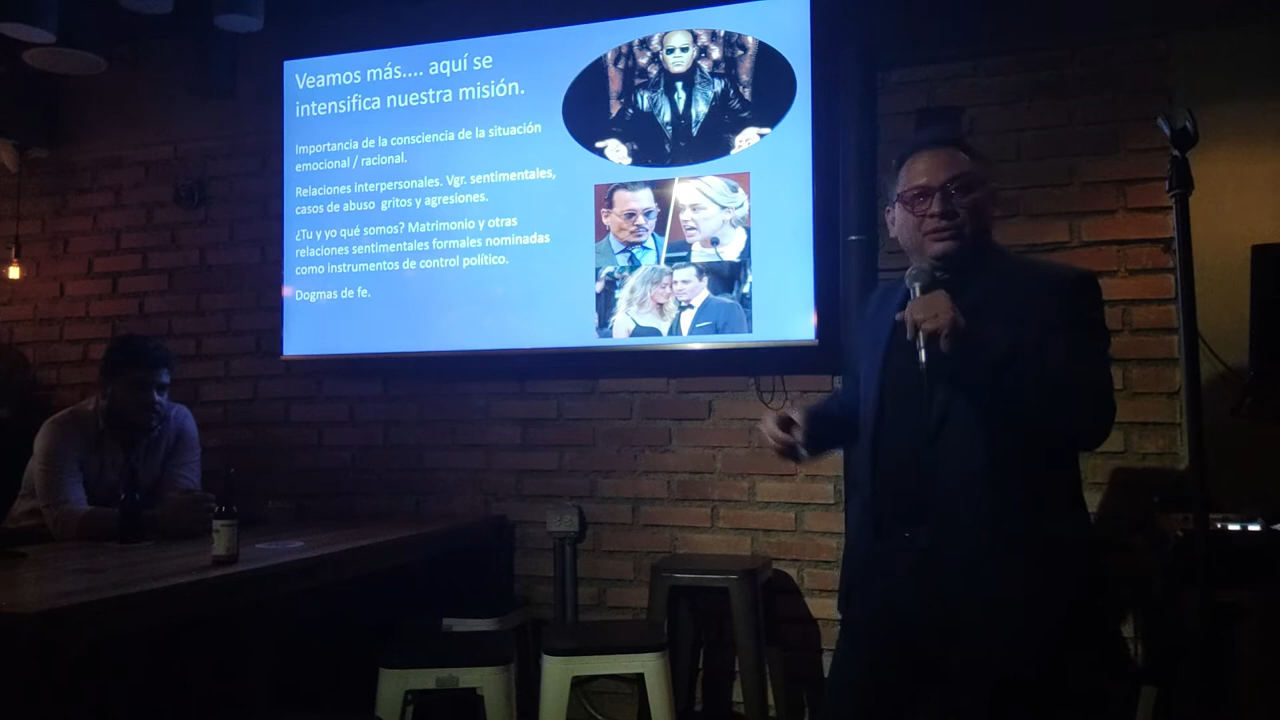 Veamos más.... aquí se
intensifica nuestra misión.
Importancia de la consciencia de la situación
emocional / racional.
Relaciones interpersonales. Vgr. sentimentales,
casos de abuso gritos y agresiones.
¿Tu y yo qué somos? Matrimonio y otras
relaciones sentimentales formales nominadas
como instrumentos de control político.
Dogmas de fe.